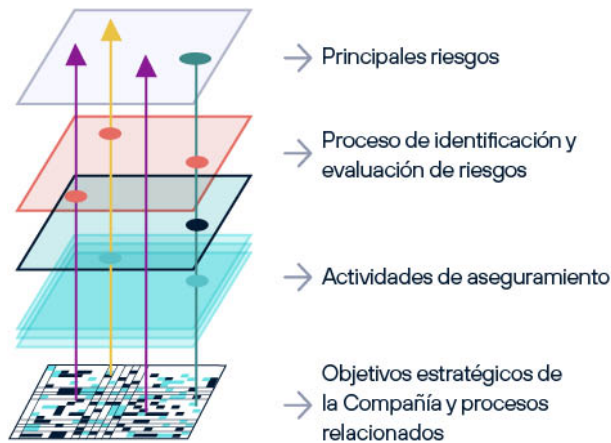 Principales riesgos
Proceso de identificación y
evaluación de riesgos
Actividades de aseguramiento
Objetivos estratégicos de
la Compañía y procesos
relacionados